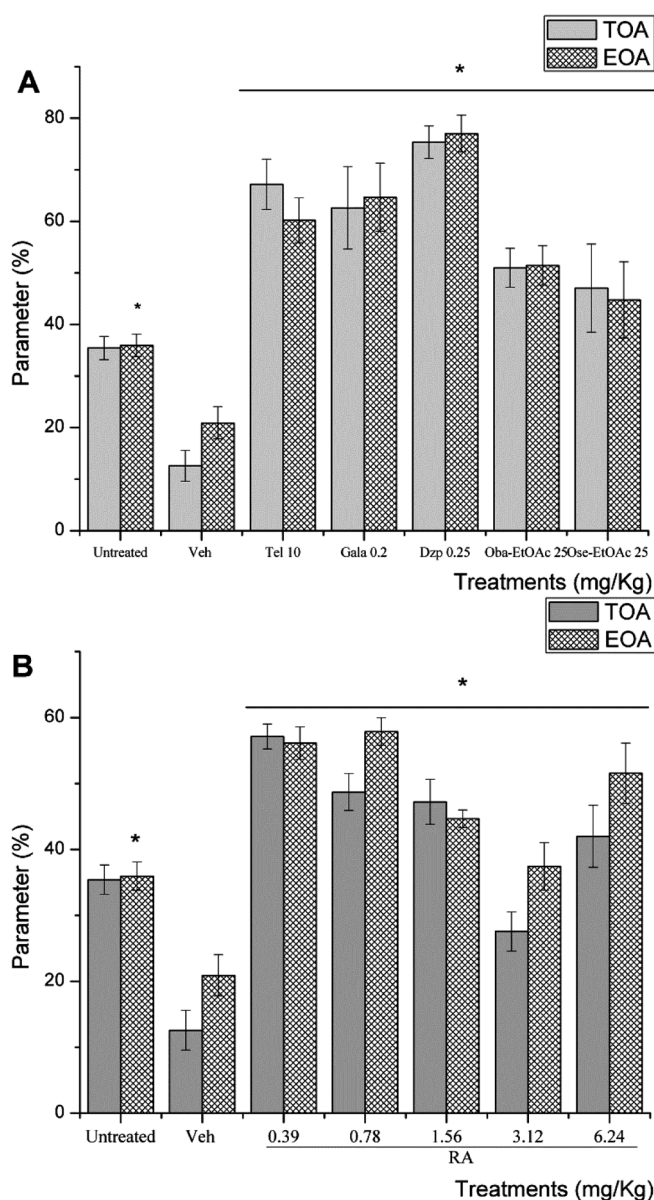 TOA
EOA
A
*
80
60
40
20
0
Parameter (%)
*
Untreated Veh Tel 10 Gala 0.2 Dzp 0.25 Oba-EtOAc 25 Ose-EtOAc 25
Treatments (mg/Kg)
TOA
EOA
B
*
60
40
20
0
Parameter (%)
*
Untreated Veh 0.39 0.78 1.56 3.12 6.24
RA
Treatments (mg/Kg)